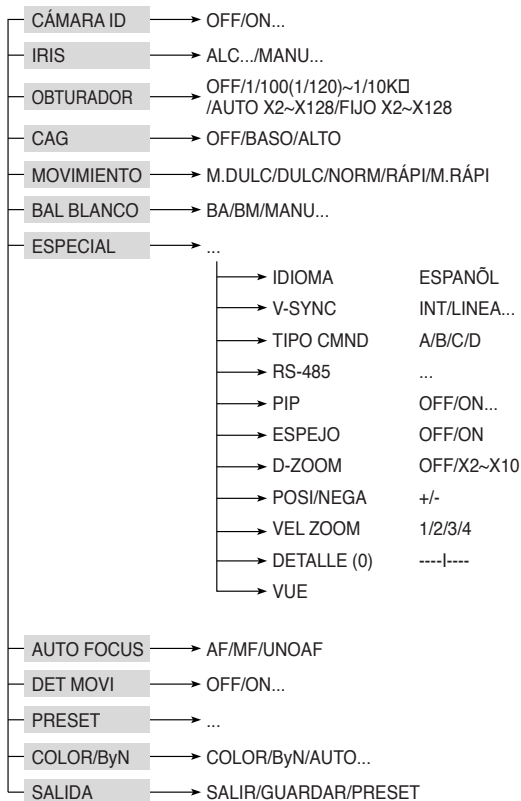 CÁMARA ID OFF/ON...
IRIS ALC.../MANU...
OBTURADOR OFF/1/100(1/120)~1/10K□
/AUTO X2~X128/FIJO X2~X128
CAG OFF/BASO/ALTO
MOVIMIENTO M.DULC/DULC/NORM/RÁPI/M.RÁPI
BAL BLANCO BA/BM/MANU...
ESPECIAL ...
IDIOMA ESPANÕL
V-SYNC INT/LINEA...
TIPO CMND A/B/C/D
RS-485 ...
PIP OFF/ON...
ESPEJO OFF/ON
D-ZOOM OFF/X2~X10
POSI/NEGA +/-
VEL ZOOM 1/2/3/4
DETALLE (0) ----I----
VUE
AUTO FOCUS AF/MF/UNOAF
DET MOVI OFF/ON...
PRESET ...
COLOR/ByN COLOR/ByN/AUTO...
SALIDA SALIR/GUARDAR/PRESET